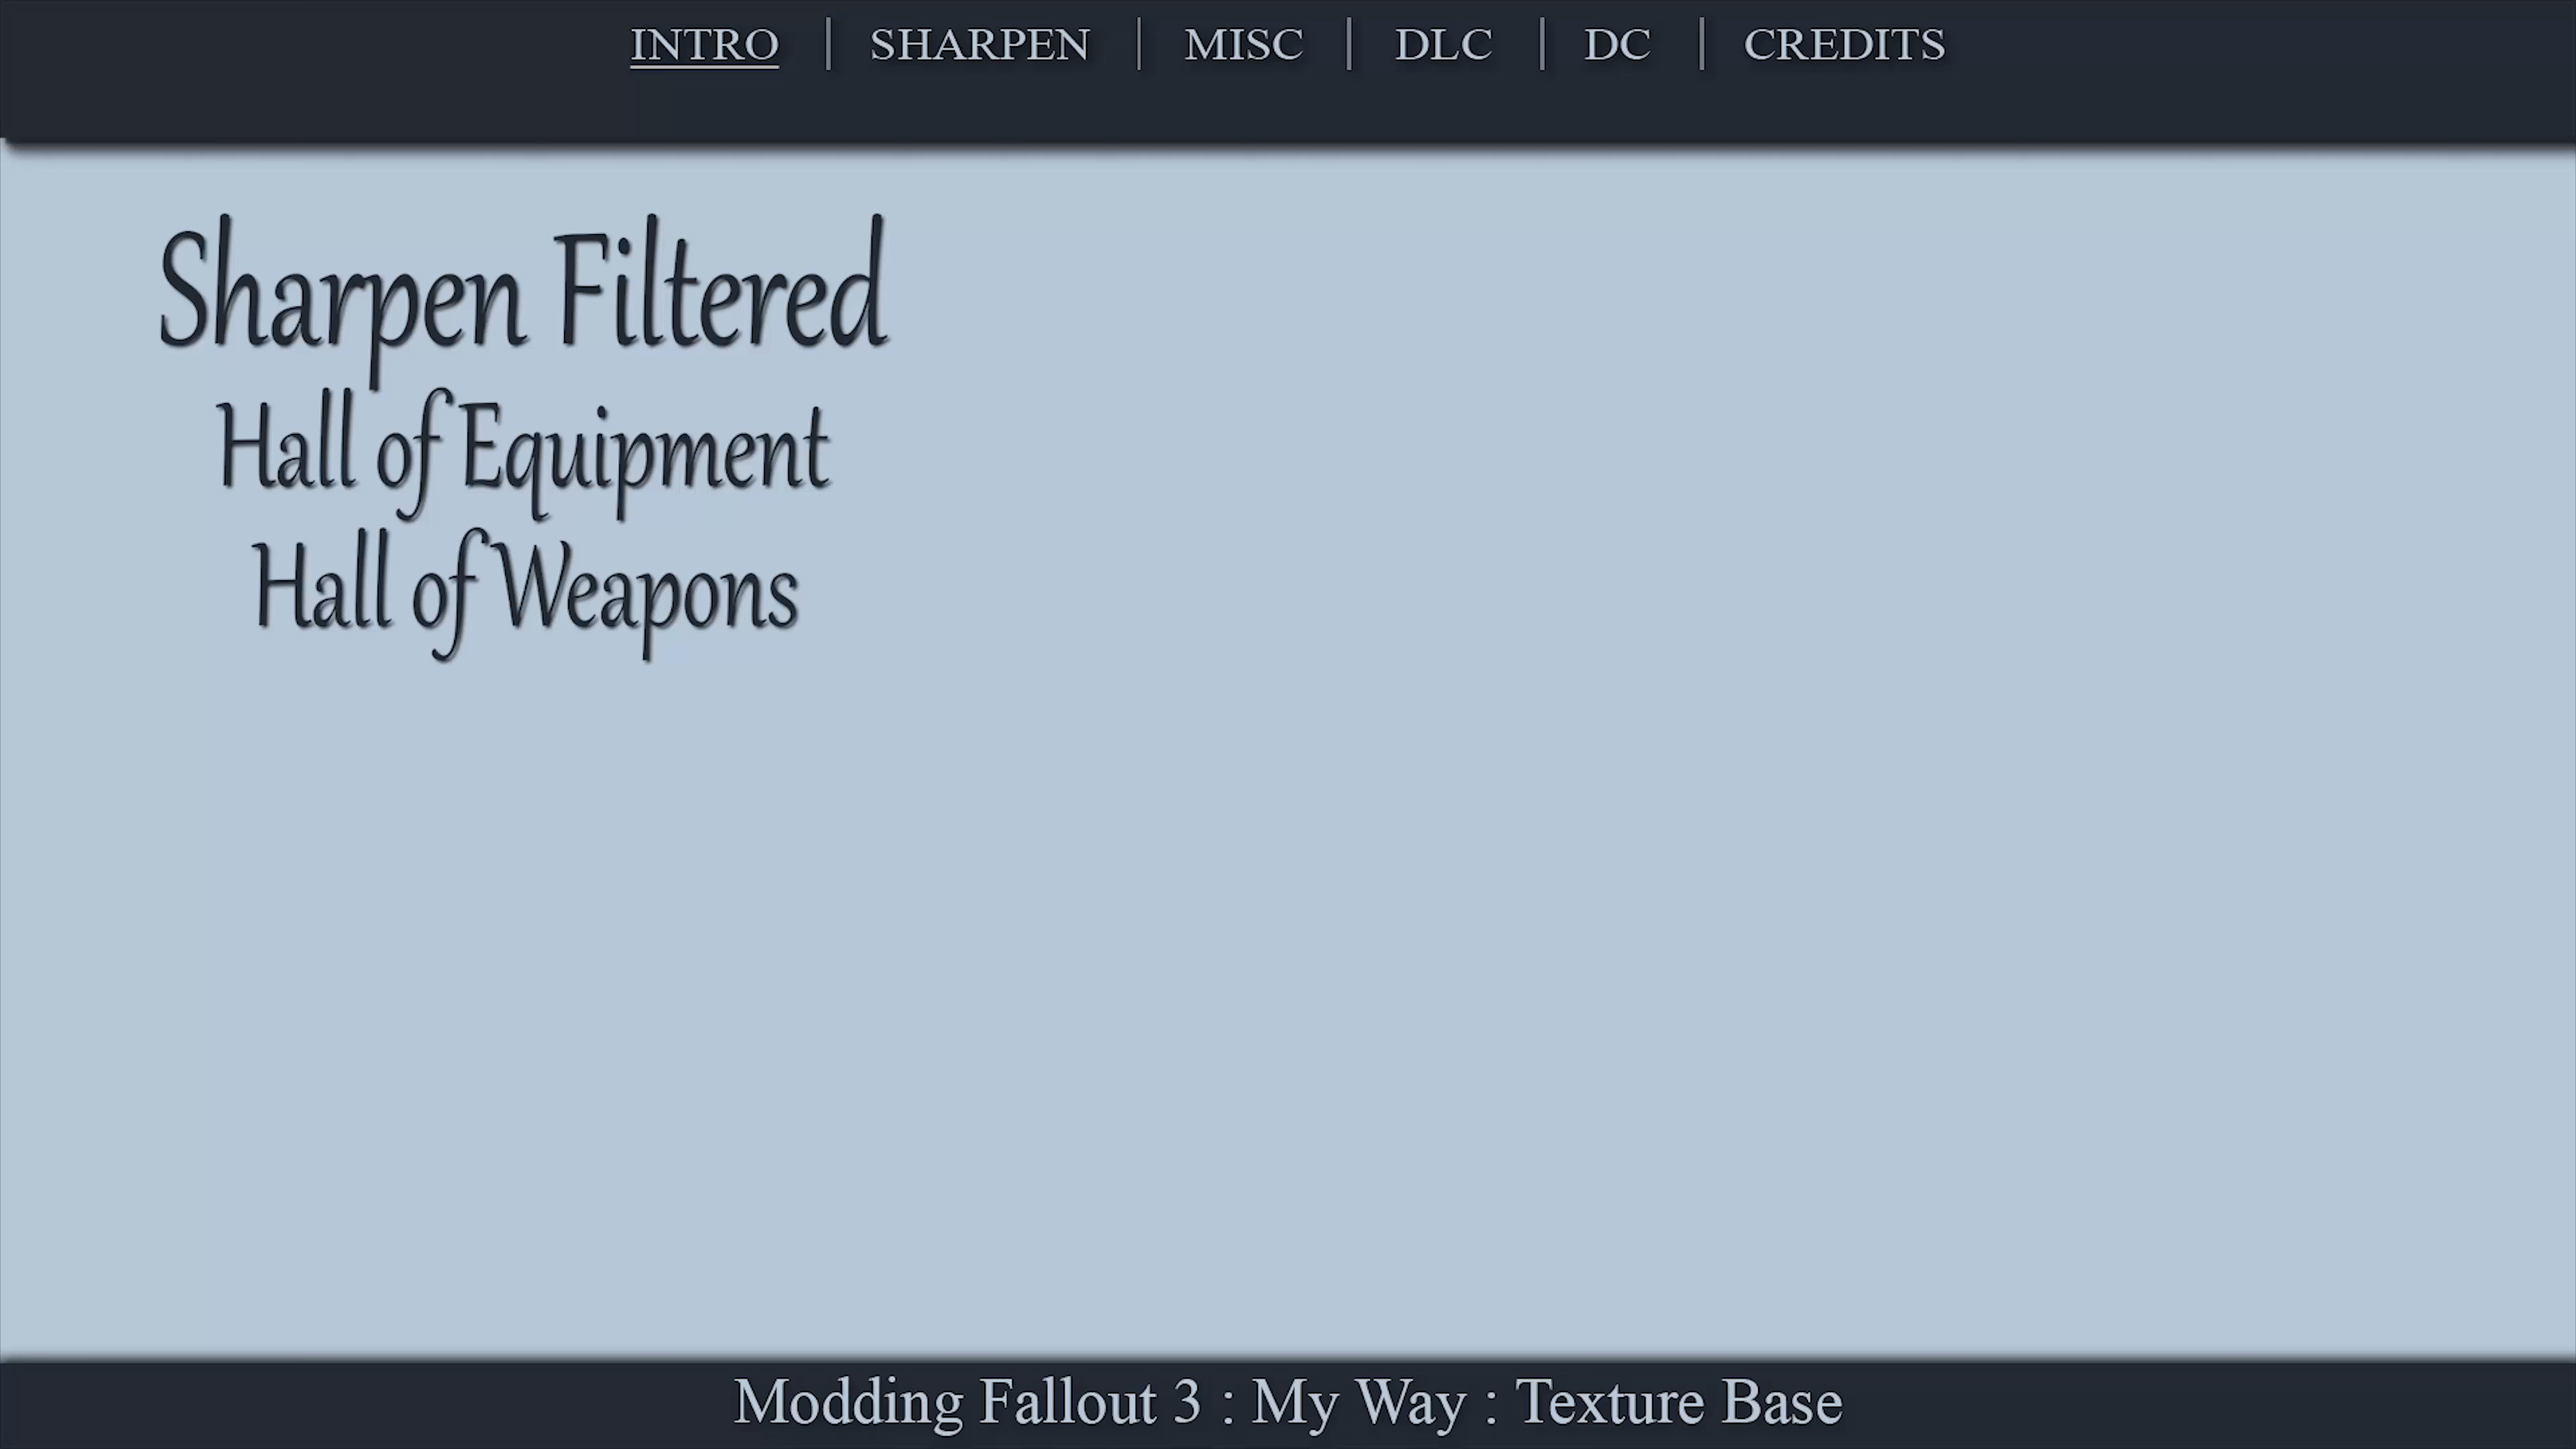 INTRO | SHARPEN | MISC | DLC | DC | CREDITS
Sharpen Filtered
Hall of Equipment
Hall of Weapons
Modding Fallout 3 : My Way : Texture Base